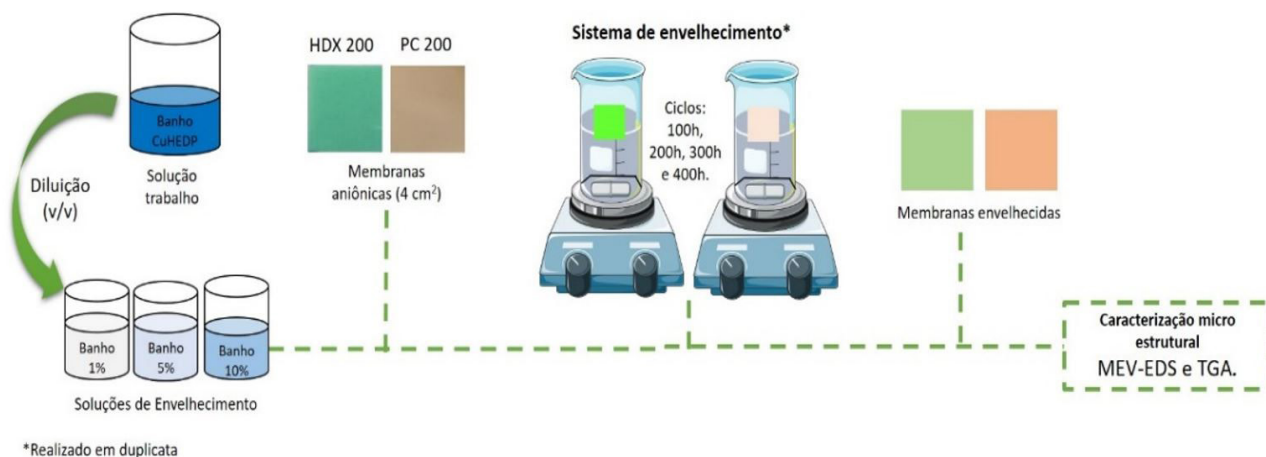 Banho
CuHEDP
Solução
trabalho
Diluição
(v/v)
Banho
1%
Banho
5%
Banho
10%
Soluções de Envelhecimento
*Realizado em duplicata
HDX 200
PC 200
Membranas
aniônicas (4 cm²)
Sistema de envelhecimento*
Ciclos:
100h,
200h, 300h
e 400h.
Membranas envelhecidas
Caracterização micro
estrutural
MEV-EDS e TGA.